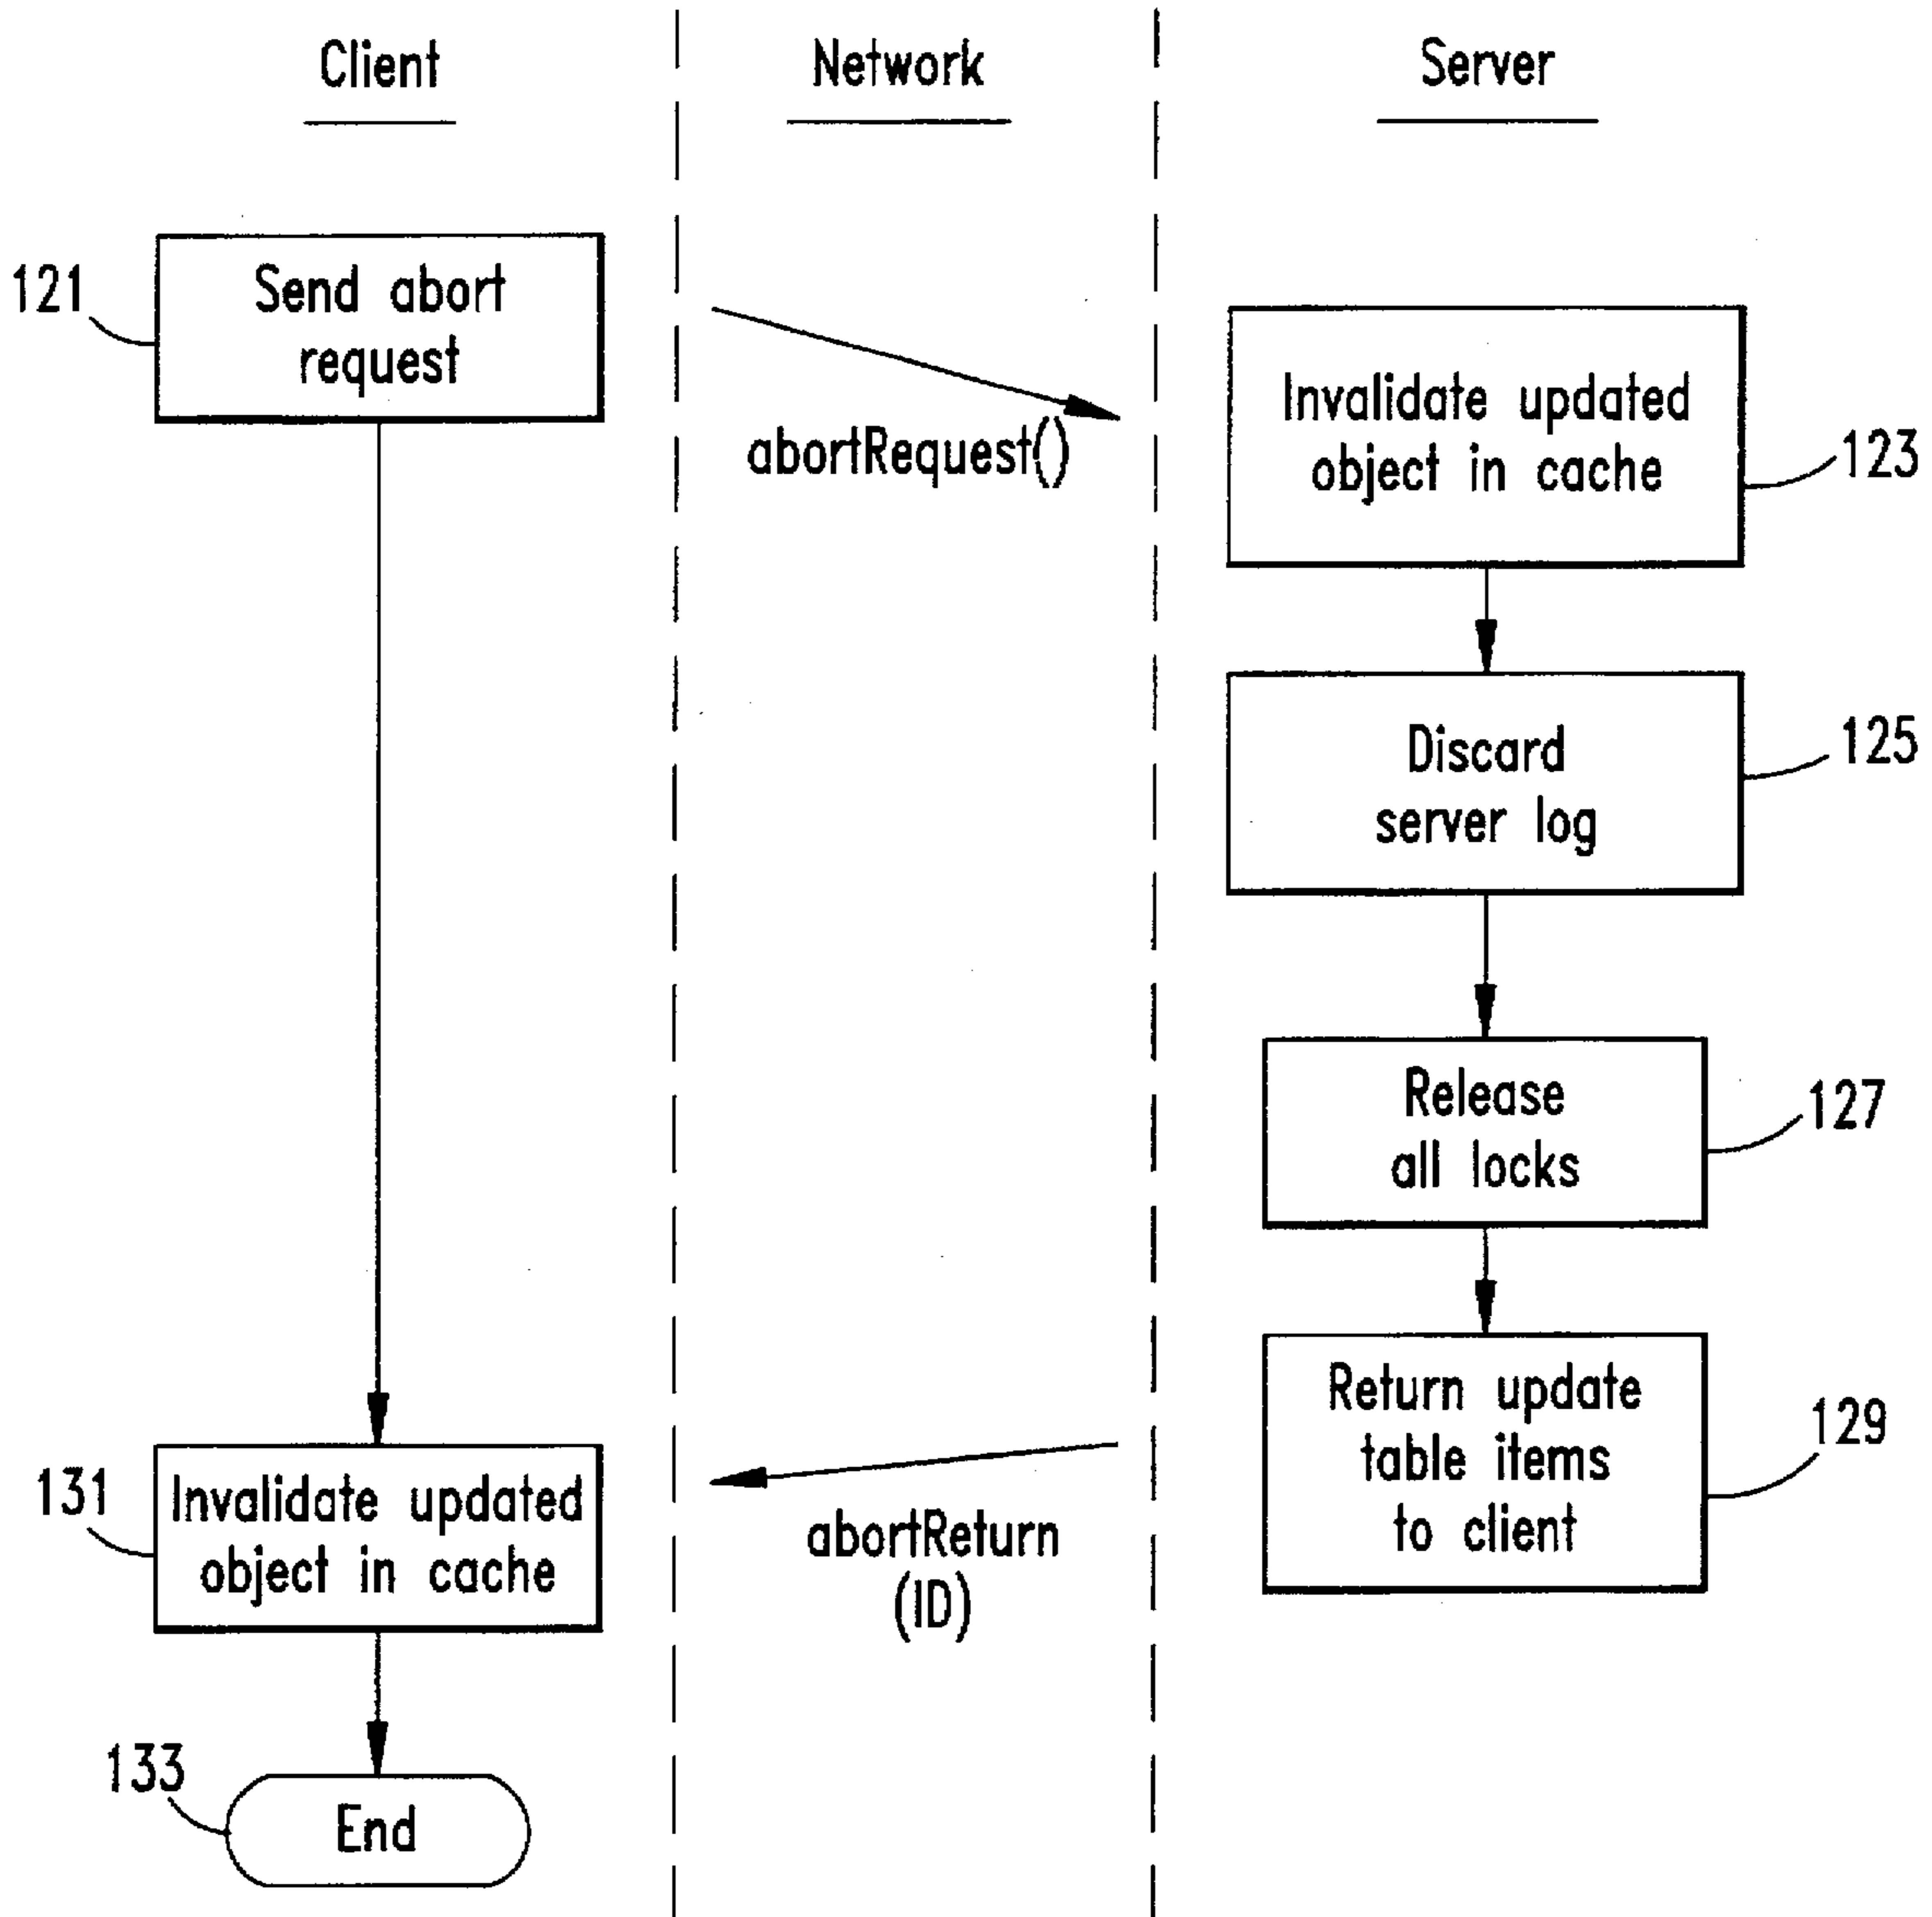 Client
Network
Server
121
Send abort
request
abortRequest()
Invalidate updated
object in cache
123
Discard
server log
125
Release
all locks
127
Return update
table items
to client
129
abortReturn
(ID)
131
Invalidate updated
object in cache
133
End